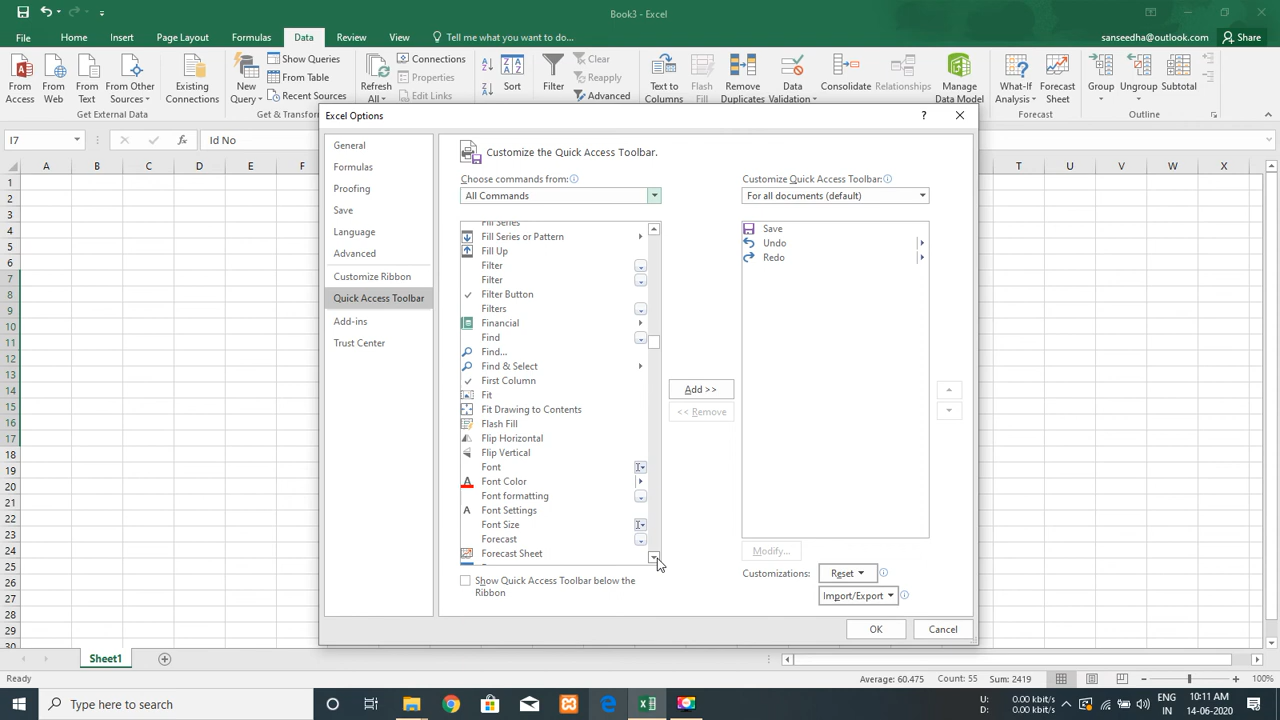 Book3 - Excel
sanseedha@outlook.com
Share
File
Home
Insert
Page Layout
Formulas
Data
Review
View
Tell me what you want to do...
From Access
From Web
From Text
From Other Sources
Existing Connections
Get External Data
New Query
Show Queries
From Table
Recent Sources
Get & Transfor
Refresh All
Connections
Properties
Edit Links
Sort
Filter
Clear
Reapply
Advanced
Text to Columns
Flash Fill
Remove Duplicates
Data Validation
Consolidate
Relationships
Manage Data Model
What-If Analysis
Forecast Sheet
Forecast
Group
Ungroup
Subtotal
Outline
I7
Id No
A B C D E F T U V W X
1
2
3
4
5
6
7
8
9
10
11
12
13
14
15
16
17
18
19
20
21
22
23
24
25
26
27
28
29
30
Excel Options
?
General
Formulas
Proofing
Save
Language
Advanced
Customize Ribbon
Quick Access Toolbar
Add-ins
Trust Center
Customize the Quick Access Toolbar.
Choose commands from:
All Commands
Fill Series
Fill Series or Pattern
Fill Up
Filter
Filter
Filter Button
Filters
Financial
Find
Find...
Find & Select
First Column
Fit
Fit Drawing to Contents
Flash Fill
Flip Horizontal
Flip Vertical
Font
Font Color
Font formatting
Font Settings
Font Size
Forecast
Forecast Sheet
Show Quick Access Toolbar below the
Ribbon
Add >>
<< Remove
Customize Quick Access Toolbar:
For all documents (default)
Save
Undo
Redo
Modify...
Customizations:
Reset
Import/Export
OK
Cancel
Sheet1
Ready
Average: 60.475
Count: 55
Sum: 2419
100%
Type here to search
U: 0.00 kbit/s
D: 0.00 kbit/s
ENG
IN
10:11 AM
14-06-2020